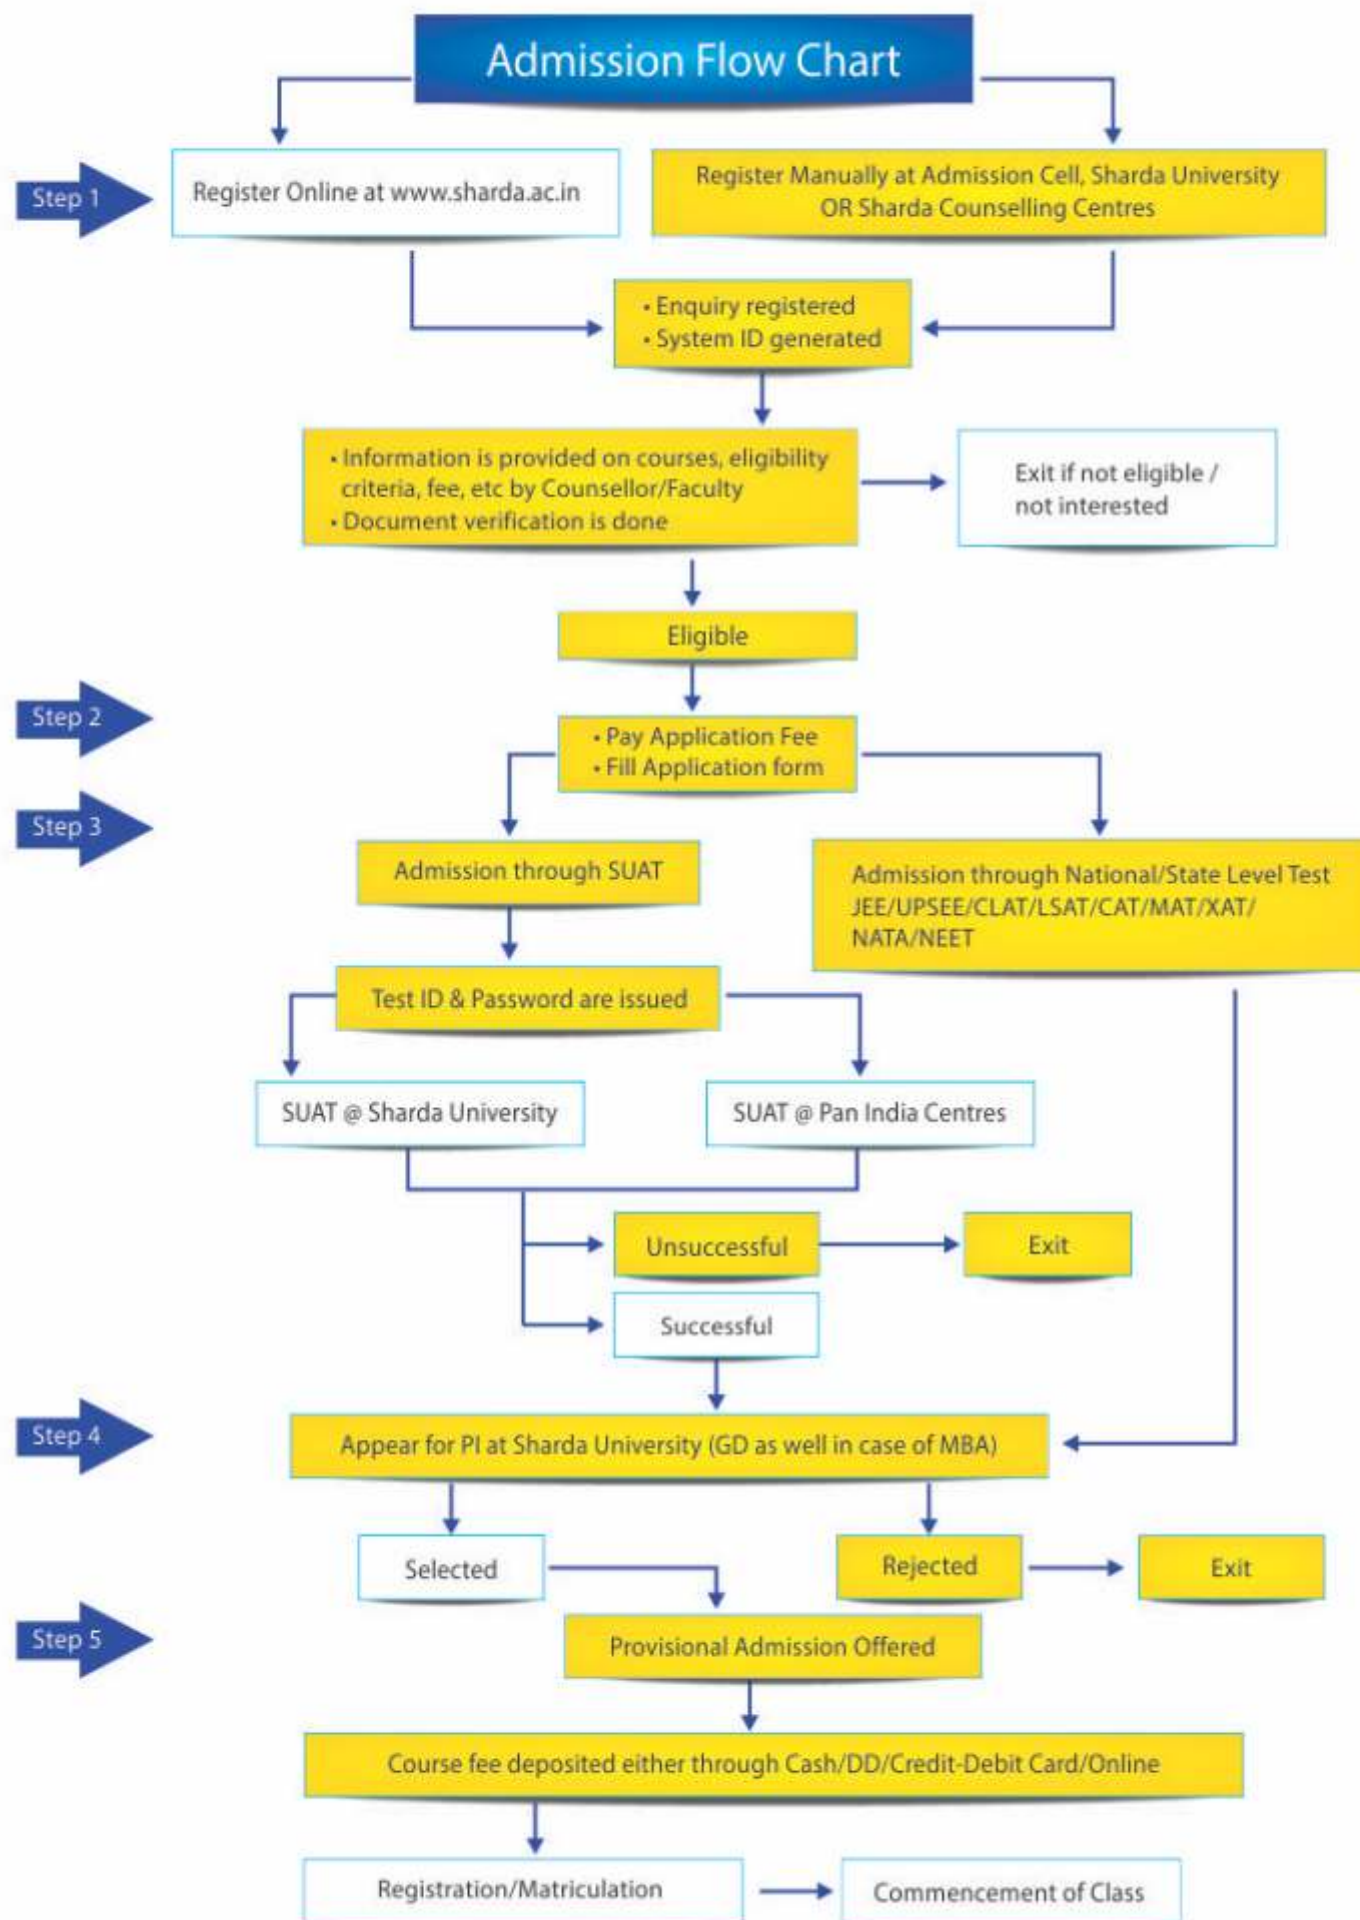 Admission Flow Chart
Step 1
Register Online at www.sharda.ac.in
Register Manually at Admission Cell, Sharda University
OR Sharda Counselling Centres
• Enquiry registered
• System ID generated
• Information is provided on courses, eligibility
criteria, fee, etc by Counsellor/Faculty
• Document verification is done
Exit if not eligible /
not interested
Eligible
Step 2
• Pay Application Fee
• Fill Application form
Step 3
Admission through SUAT
Admission through National/State Level Test
JEE/UPSEE/CLAT/LSAT/CAT/MAT/XAT/
NATA/NEET
Test ID & Password are issued
SUAT @ Sharda University
SUAT @ Pan India Centres
Unsuccessful
Exit
Successful
Step 4
Appear for PI at Sharda University (GD as well in case of MBA)
Selected
Rejected
Exit
Step 5
Provisional Admission Offered
Course fee deposited either through Cash/DD/Credit-Debit Card/Online
Registration/Matriculation
Commencement of Class